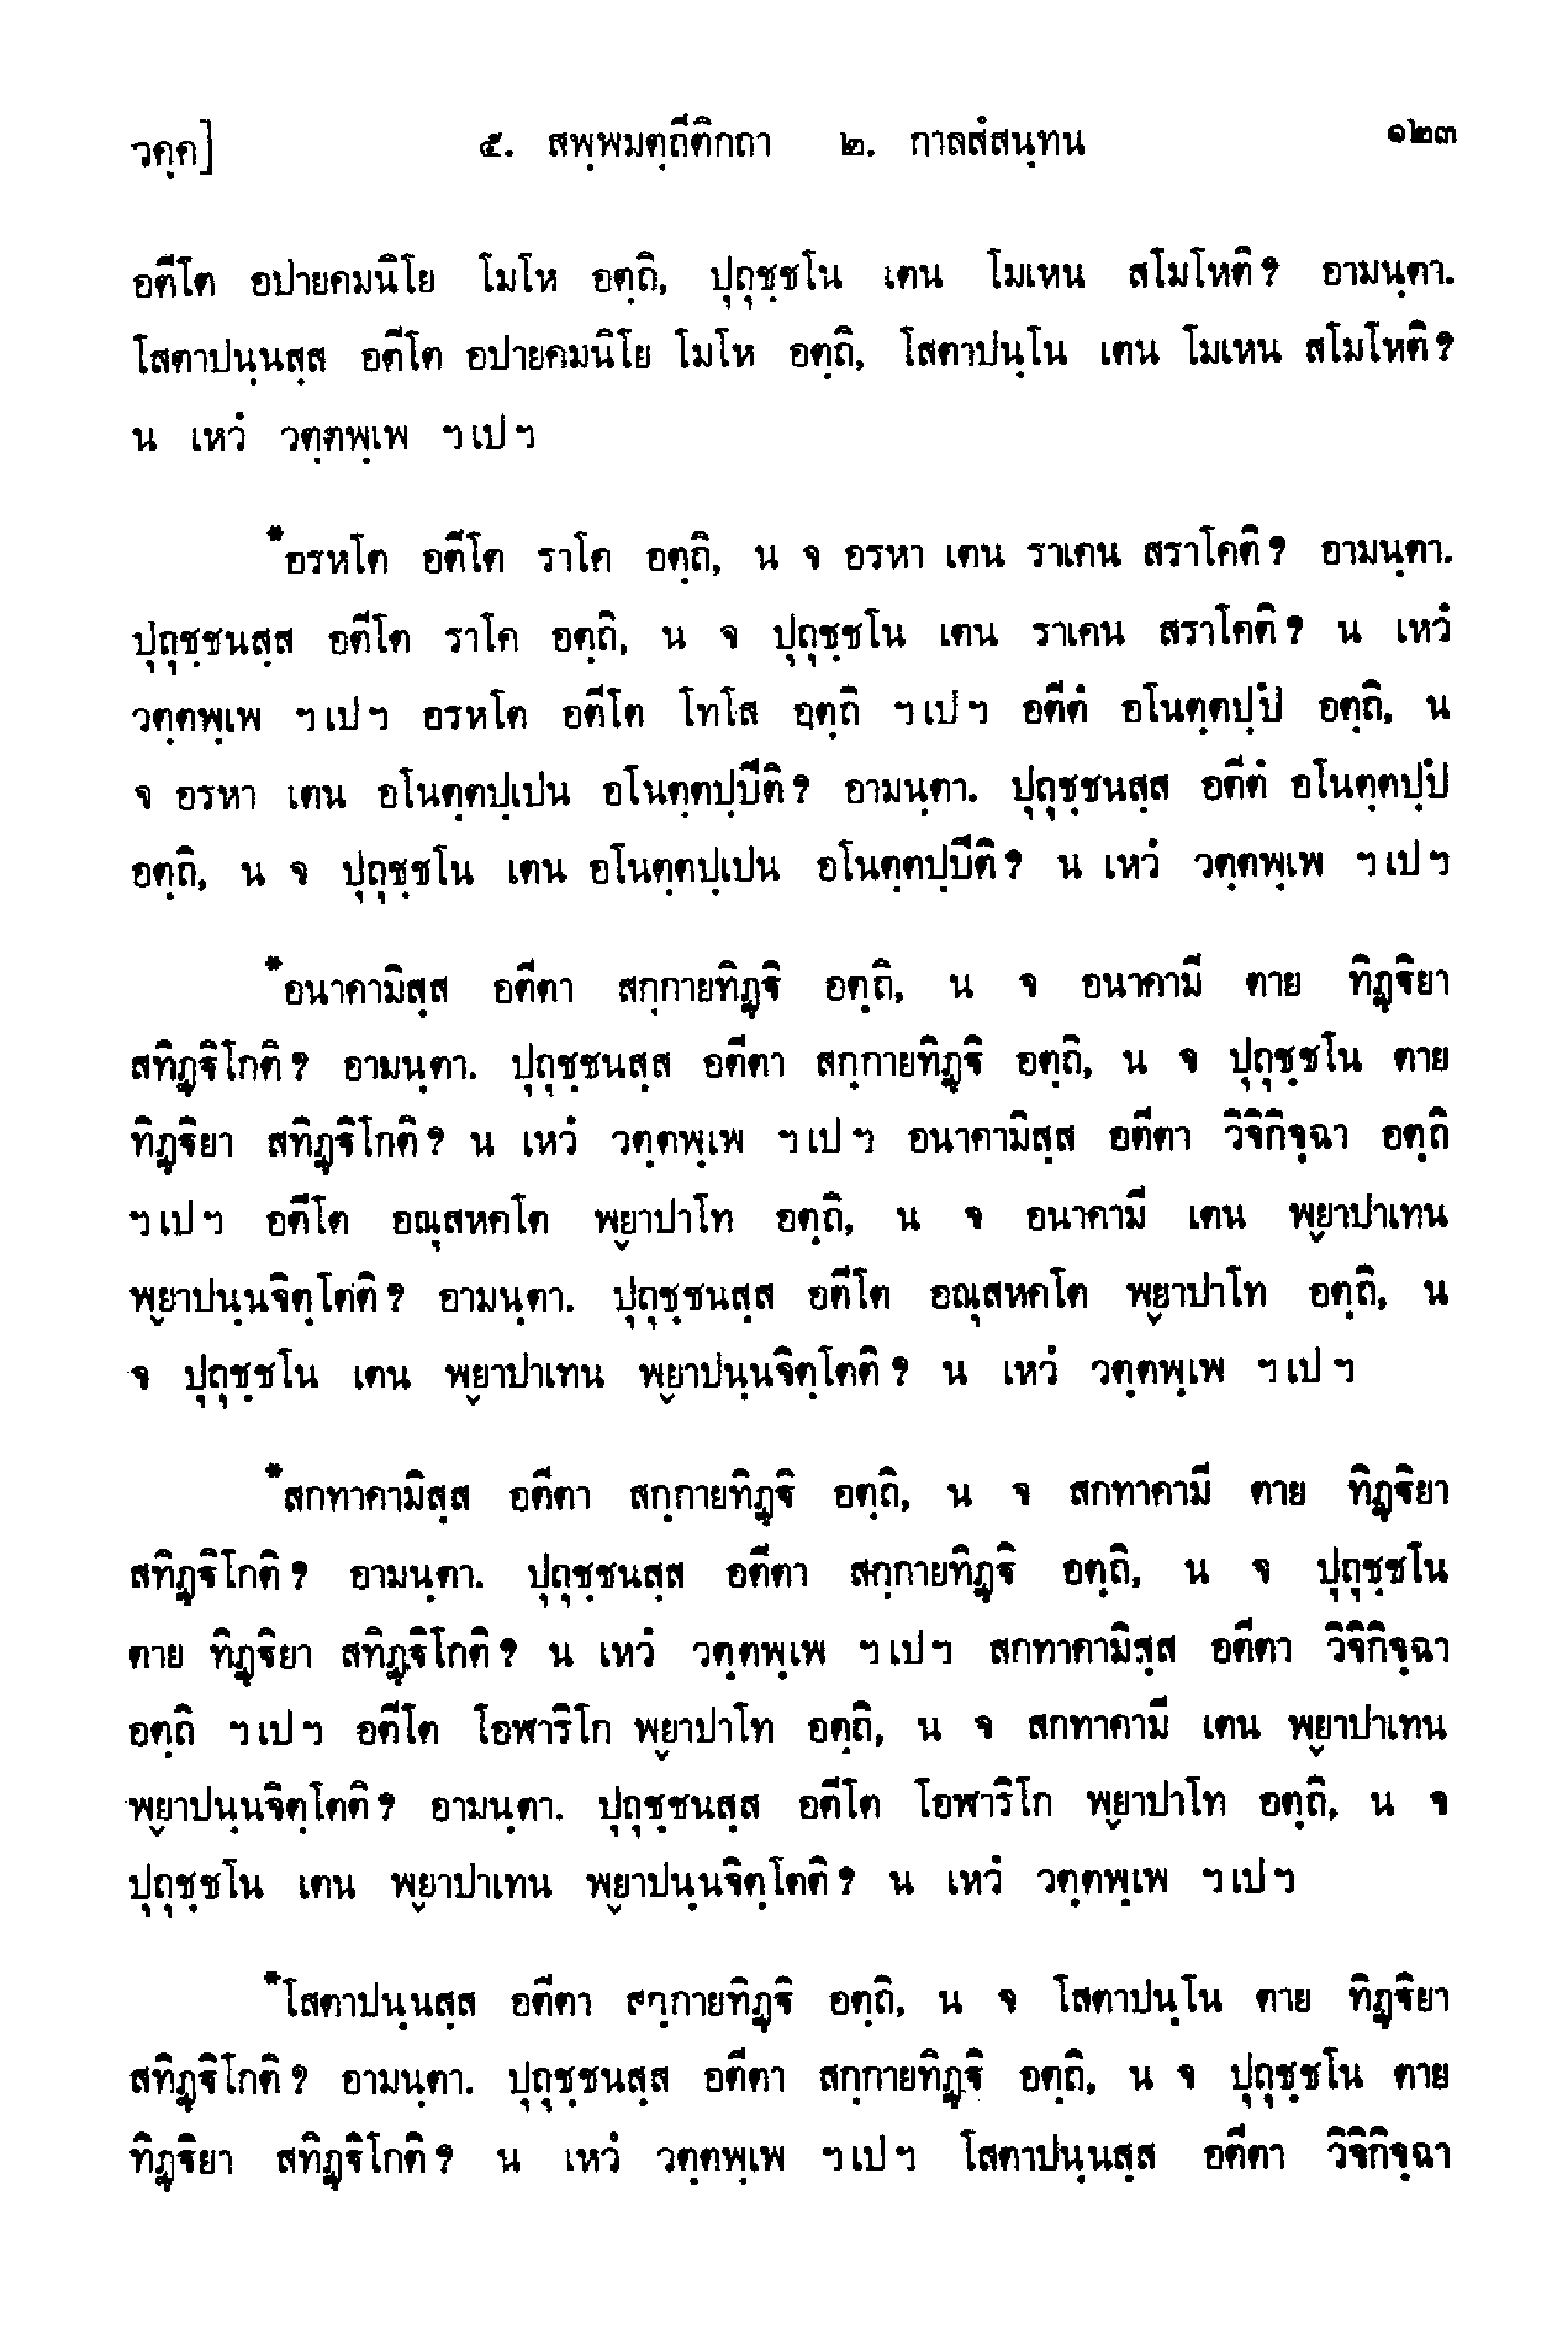 วคฺค] ๕. สพฺพมตฺถีติกถา ๒. กาลสํสนฺทน ๑๒๓
อตีโต อปายคมนิโย โมโห อตฺถิ, ปุถุชฺชโน เตน โมเหน สโมโหติ? อามนฺตา.
โสตาปนฺนสฺส อตีโต อปายคมนิโย โมโห อตฺถิ, โสตาปนฺโน เตน โมเหน สโมโหติ?
น เหวํ วตฺตพฺเพ ฯเปฯ
*อรหโต อตีโต ราโค อตฺถิ, น จ อรหา เตน ราเคน สราโคติ? อามนฺตา.
ปุถุชฺชนสฺส อตีโต ราโค อตฺถิ, น จ ปุถุชฺชโน เตน ราเคน สราโคติ? น เหวํ
วตฺตพฺเพ ฯเปฯ อรหโต อตีโต โทโส อตฺถิ ฯเปฯ อตีตํ อโนตฺตปฺปํ อตฺถิ, น
จ อรหา เตน อโนตฺตปฺเปน อโนตฺตปฺปีติ? อามนฺตา. ปุถุชฺชนสฺส อตีตํ อโนตฺตปฺปํ
อตฺถิ, น จ ปุถุชฺชโน เตน อโนตฺตปฺเปน อโนตฺตปฺปีติ? น เหวํ วตฺตพฺเพ ฯเปฯ
*อนาคามิสฺส อตีตา สกฺกายทิฏฺฐิ อตฺถิ, น จ อนาคามี ตาย ทิฏฺฐิยา
สทิฏฺฐิโกติ? อามนฺตา. ปุถุชฺชนสฺส อตีตา สกฺกายทิฏฺฐิ อตฺถิ, น จ ปุถุชฺชโน ตาย
ทิฏฺฐิยา สทิฏฺฐิโกติ? น เหวํ วตฺตพฺเพ ฯเปฯ อนาคามิสฺส อตีตา วิจิกิจฺฉา อตฺถิ
ฯเปฯ อตีโต อณุสหคโต พฺยาปาโท อตฺถิ, น จ อนาคามี เตน พฺยาปาเทน
พฺยาปนฺนจิตฺโตติ? อามนฺตา. ปุถุชฺชนสฺส อตีโต อณุสหคโต พฺยาปาโท อตฺถิ, น
จ ปุถุชฺชโน เตน พฺยาปาเทน พฺยาปนฺนจิตฺโตติ? น เหวํ วตฺตพฺเพ ฯเปฯ
*สกทาคามิสฺส อตีตา สกฺกายทิฏฺฐิ อตฺถิ, น จ สกทาคามี ตาย ทิฏฺฐิยา
สทิฏฺฐิโกติ? อามนฺตา. ปุถุชฺชนสฺส อตีตา สกฺกายทิฏฺฐิ อตฺถิ, น จ ปุถุชฺชโน
ตาย ทิฏฺฐิยา สทิฏฺฐิโกติ? น เหวํ วตฺตพฺเพ ฯเปฯ สกทาคามิสฺส อตีตา วิจิกิจฺฉา
อตฺถิ ฯเปฯ อตีโต โอฬาริโก พฺยาปาโท อตฺถิ, น จ สกทาคามี เตน พฺยาปาเทน
พฺยาปนฺนจิตฺโตติ? อามนฺตา. ปุถุชฺชนสฺส อตีโต โอฬาริโก พฺยาปาโท อตฺถิ, น จ
ปุถุชฺชโน เตน พฺยาปาเทน พฺยาปนฺนจิตฺโตติ? น เหวํ วตฺตพฺเพ ฯเปฯ
*โสตาปนฺนสฺส อตีตา สกฺกายทิฏฺฐิ อตฺถิ, น จ โสตาปนฺโน ตาย ทิฏฺฐิยา
สทิฏฺฐิโกติ? อามนฺตา. ปุถุชฺชนสฺส อตีตา สกฺกายทิฏฺฐิ อตฺถิ, น จ ปุถุชฺชโน ตาย
ทิฏฺฐิยา สทิฏฺฐิโกติ? น เหวํ วตฺตพฺเพ ฯเปฯ โสตาปนฺนสฺส อตีตา วิจิกิจฺฉา